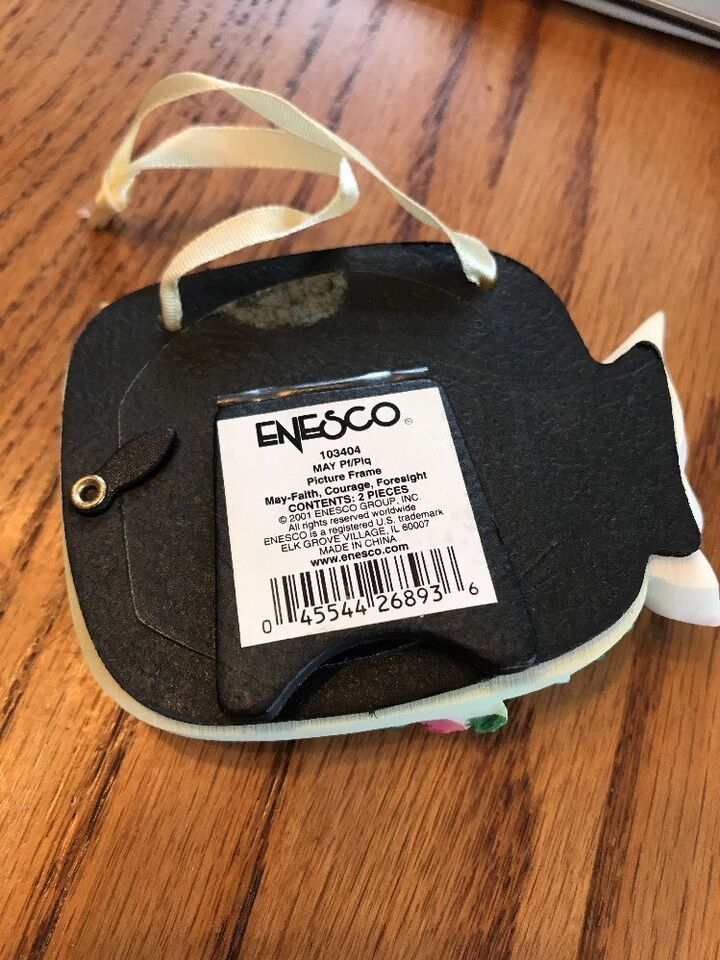 ENESCO®
103404
MAY Pf/Plq
Picture Frame
May-Faith, Courage, Foresight
CONTENTS: 2 PIECES
© 2001 ENESCO GROUP, INC.
All rights reserved worldwide
ENESCO is a registered U.S. trademark
ELK GROVE VILLAGE, IL 60007
MADE IN CHINA
www.enesco.com
0 45544 26893 6